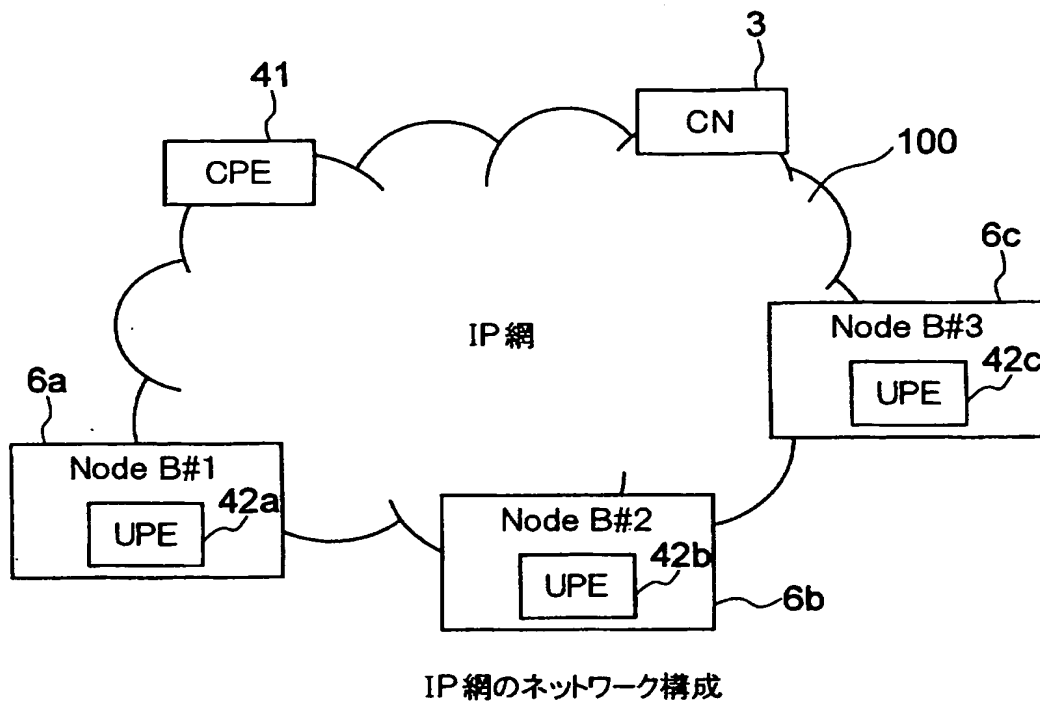 3
41
CN
CPE
100
6c
IP網
Node B#3
42c
UPE
6a
Node B#1
42a
UPE
Node B#2
42b
UPE
6b
IP網のネットワーク構成